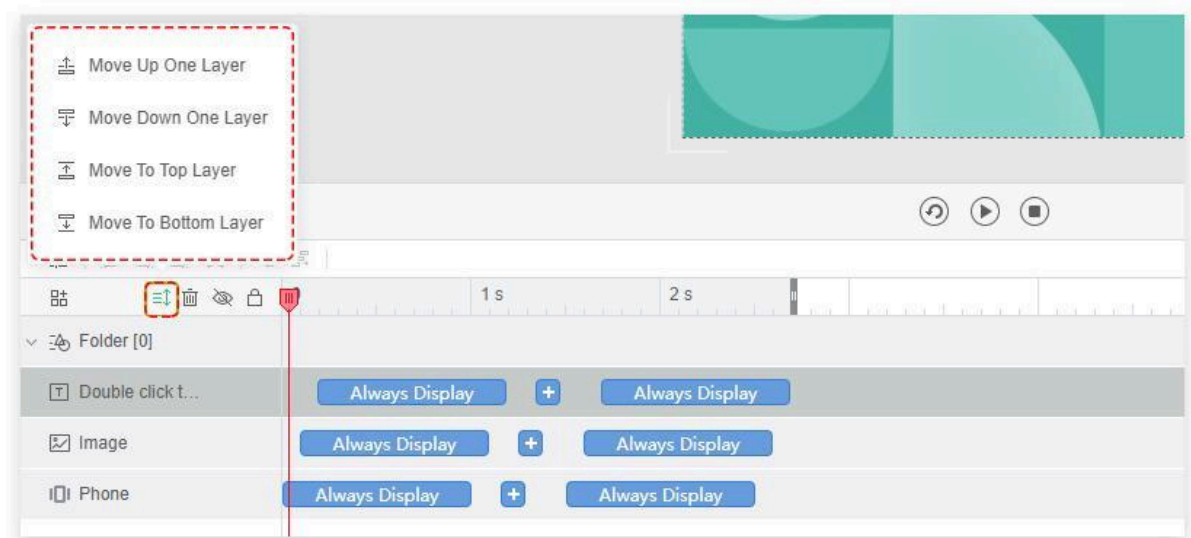 Move Up One Layer
Move Down One Layer
Move To Top Layer
Move To Bottom Layer
1 s
2 s
Folder [0]
Double click t...
Always Display
+
Always Display
Image
Always Display
+
Always Display
Phone
Always Display
+
Always Display